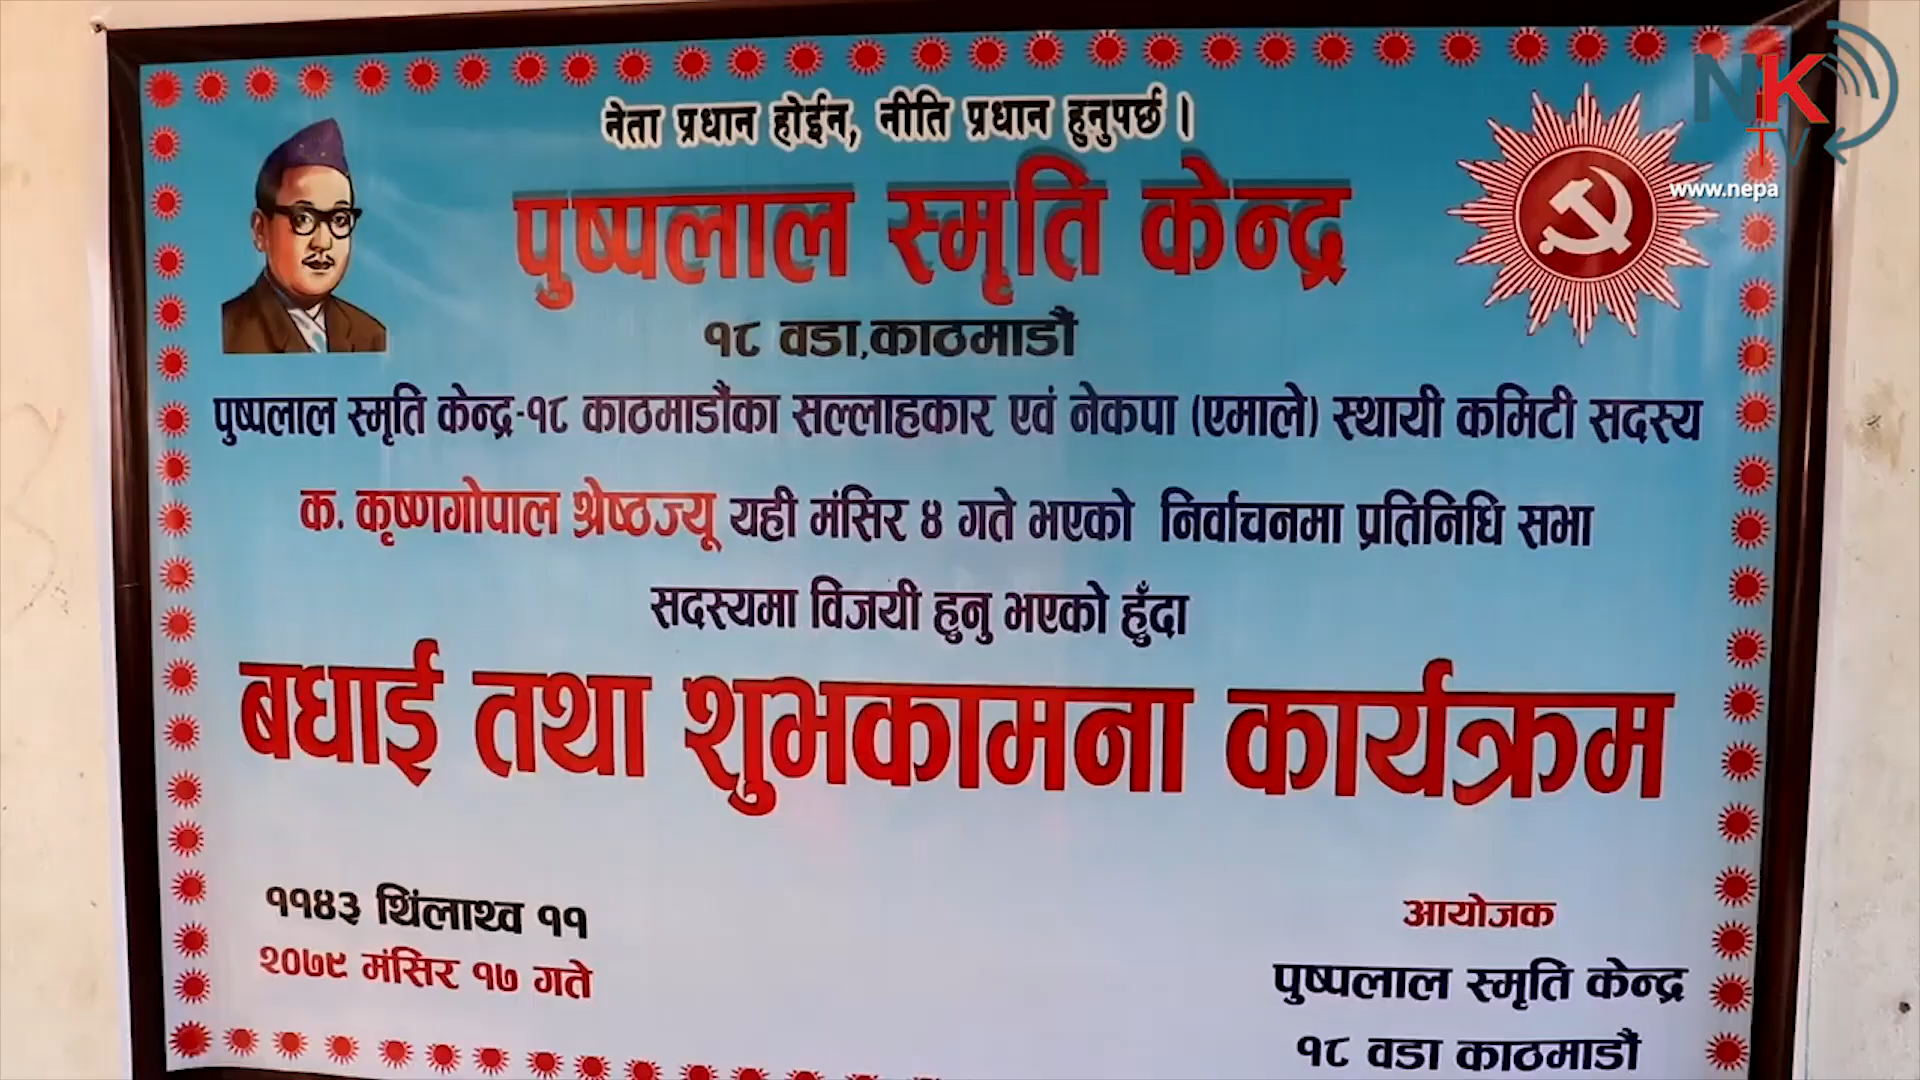 नेता प्रधान होईन, नीति प्रधान हुनुपर्छ ।
पुष्पलाल स्मृति केन्द्र
१८ वडा,काठमाडौं
पुष्पलाल स्मृति केन्द्र-१८ काठमाडौंका सल्लाहकार एवं नेकपा (एमाले) स्थायी कमिटी सदस्य
क. कृष्णगोपाल श्रेष्ठज्यू यही मंसिर ४ गते भएको निर्वाचनमा प्रतिनिधि सभा
सदस्यमा विजयी हुनु भएको हुँदा
बधाई तथा शुभकामना कार्यक्रम
११४३ थिंलाथ्व ११
२०७९ मंसिर १७ गते
आयोजक
पुष्पलाल स्मृति केन्द्र
१८ वडा काठमाडौं
NK
TV
www.nepa